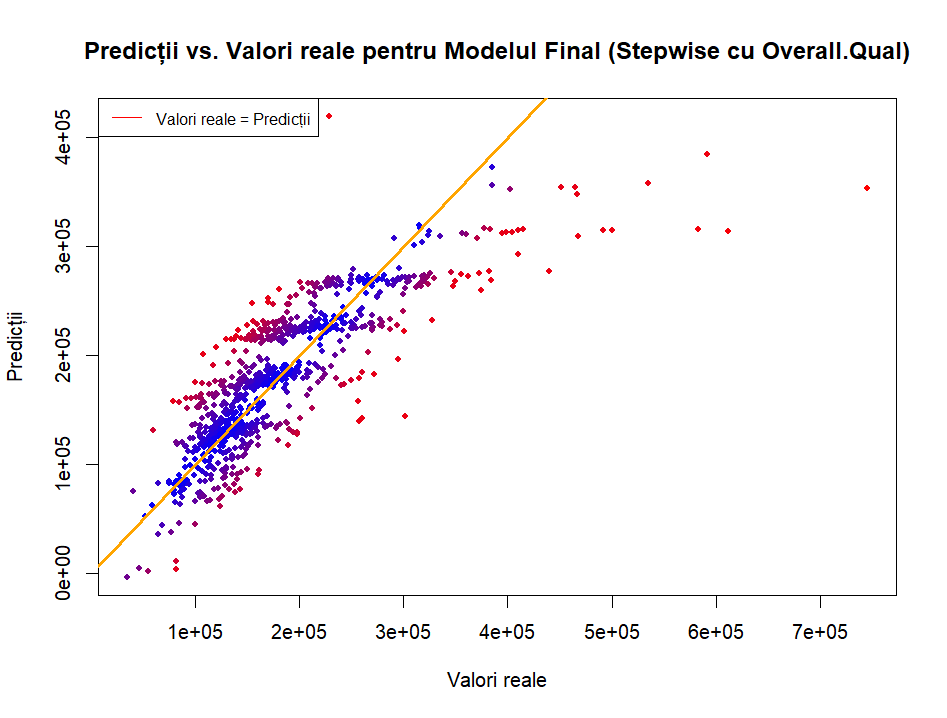 Predicții vs. Valori reale pentru Modelul Final (Stepwise cu Overall.Qual)
Valori reale = Predicții
Predicții
4e+05
3e+05
2e+05
1e+05
0e+00
1e+05
2e+05
3e+05
4e+05
5e+05
6e+05
7e+05
Valori reale